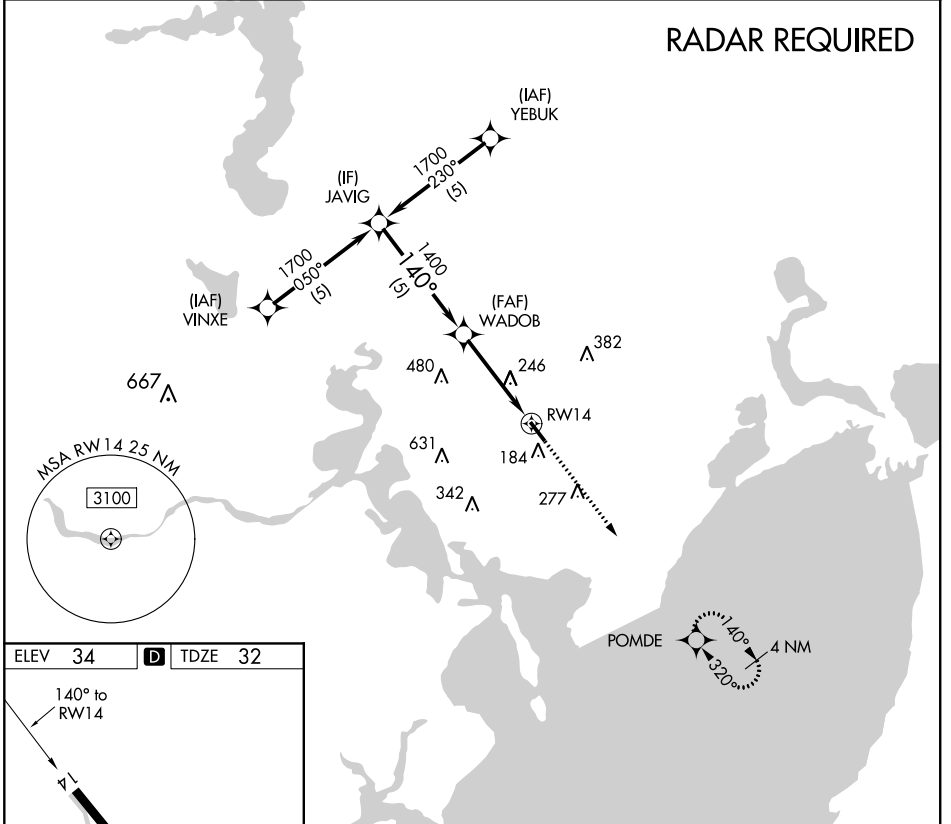 RADAR REQUIRED
(IAF)
YEBUK
1700
230°
(5)
(IF)
JAVIG
1700
050°
(5)
1400
140°
(5)
(IAF)
VINXE
(FAF)
WADOB
382
480
246
667
RW14
631
184
MSA RW14 25 NM
3100
342
277
POMDE
140°
4 NM
320°
ELEV 34
D
TDZE 32
140° to
RW14
14